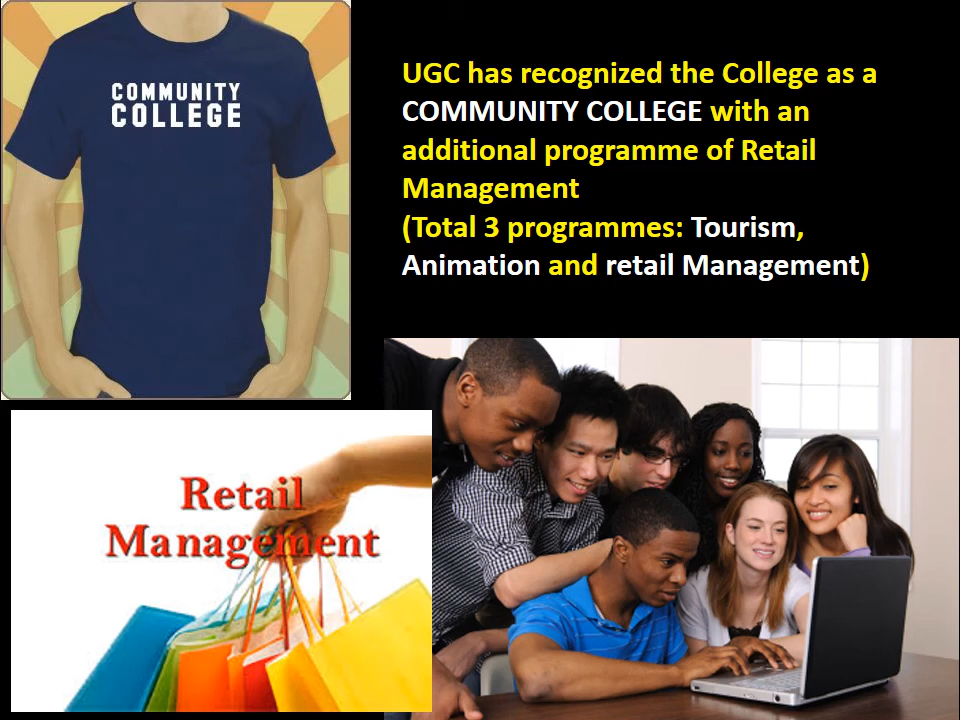 COMMUNITY
COLLEGE
UGC has recognized the College as a
COMMUNITY COLLEGE with an
additional programme of Retail
Management
(Total 3 programmes: Tourism,
Animation and retail Management)
Retail
Management